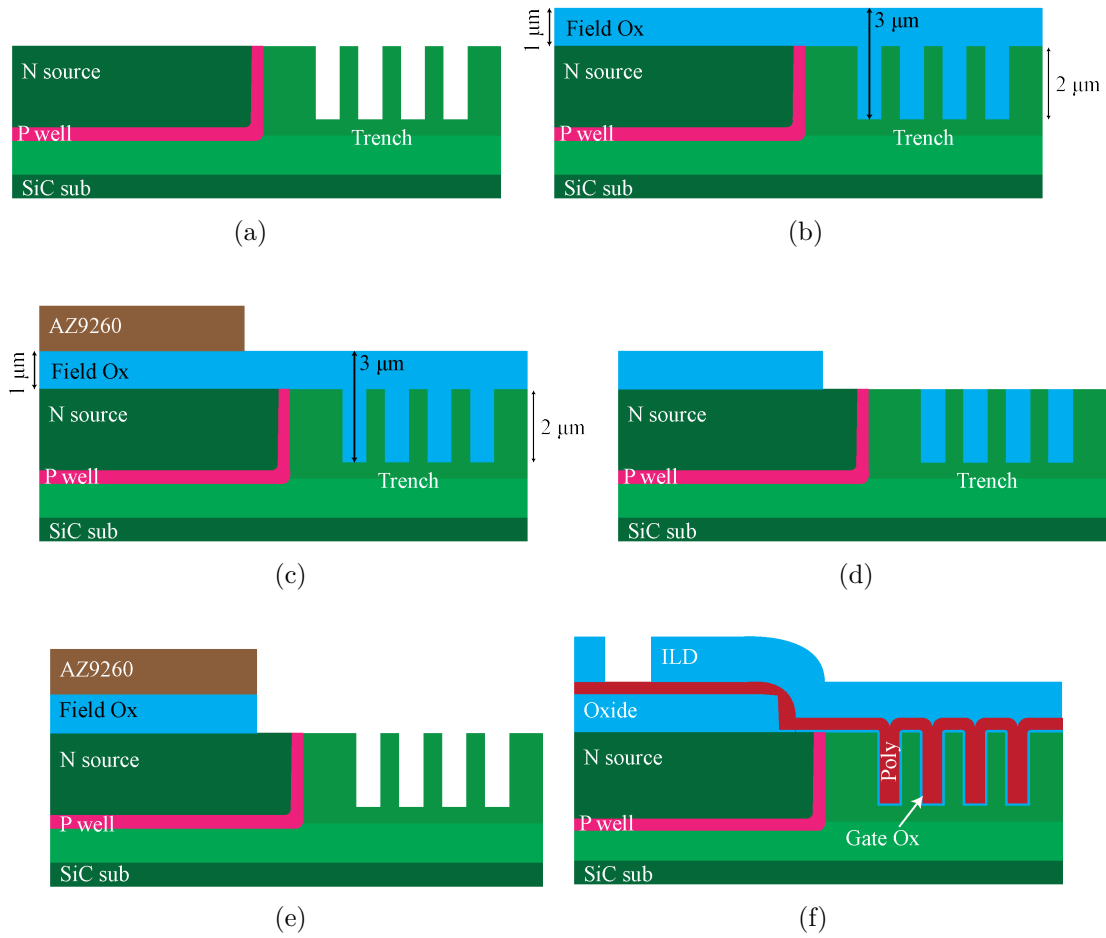 N source
P well
Trench
SiC sub
(a)
1 μm
Field Ox
3 μm
N source
2 μm
P well
Trench
SiC sub
(b)
AZ9260
1 μm
Field Ox
3 μm
N source
2 μm
P well
Trench
SiC sub
(c)
N source
P well
Trench
SiC sub
(d)
AZ9260
Field Ox
N source
P well
SiC sub
(e)
ILD
Oxide
N source
Poly
P well
Gate Ox
SiC sub
(f)